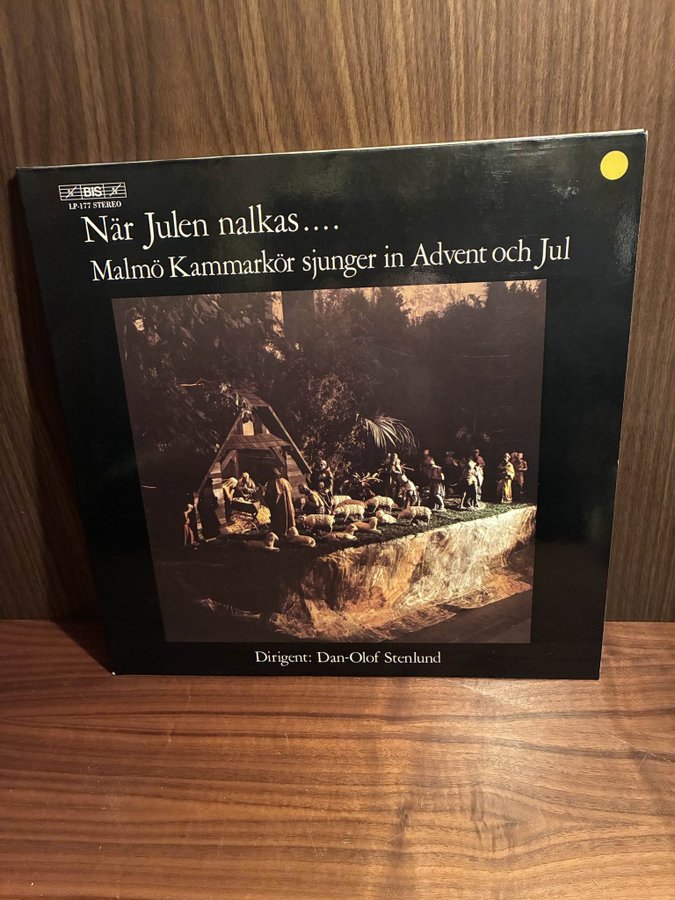 BIS
LP-177 STEREO
När Julen nalkas....
Malmö Kammarkör sjunger in Advent och Jul
Dirigent: Dan-Olof Stenlund